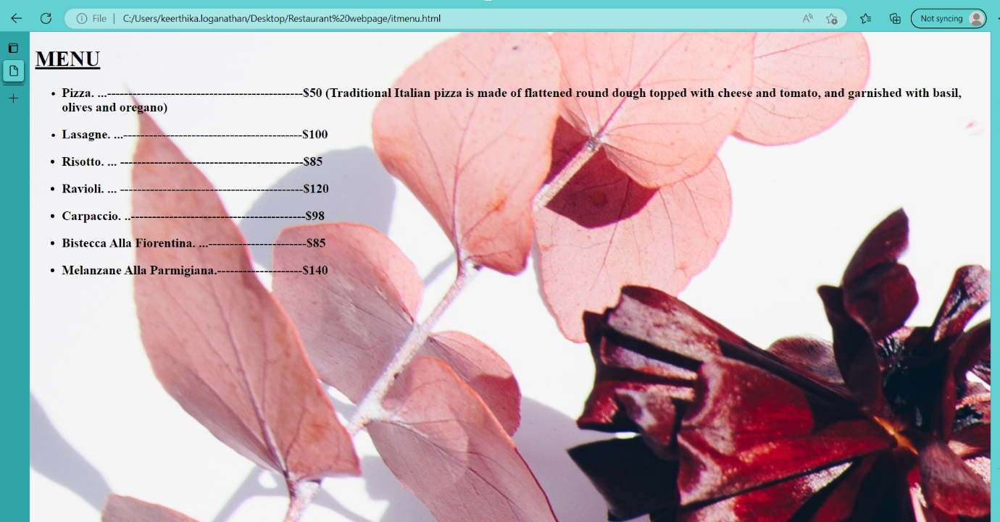 File | C:/Users/keerthika.loganathan/Desktop/Restaurant%20webpage/itmenu.html
Not syncing
MENU
• Pizza. ...----------------------------------------------$50 (Traditional Italian pizza is made of flattened round dough topped with cheese and tomato, and garnished with basil,
olives and oregano)
• Lasagne. ...------------------------------------------$100
• Risotto. ... -------------------------------------------$85
• Ravioli. ... -------------------------------------------$120
• Carpaccio. ..-----------------------------------------$98
• Bistecca Alla Fiorentina. ...-----------------------$85
• Melanzane Alla Parmigiana.--------------------$140